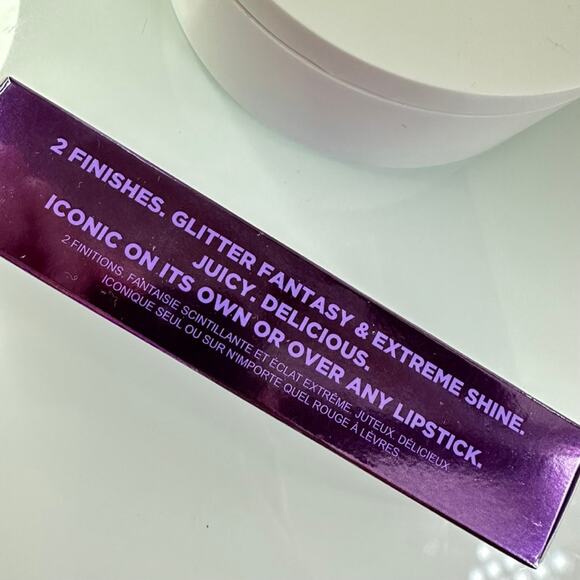 2 FINISHES. GLITTER FANTASY & EXTREME SHINE.
JUICY. DELICIOUS.
ICONIC ON ITS OWN OR OVER ANY LIPSTICK.
2 FINITIONS. FANTAISIE SCINTILLANTE ET ÉCLAT EXTRÊME. JUTEUX. DÉLICIEUX
ICONIQUE SEUL OU SUR N'IMPORTE QUEL ROUGE À LÈVRES.